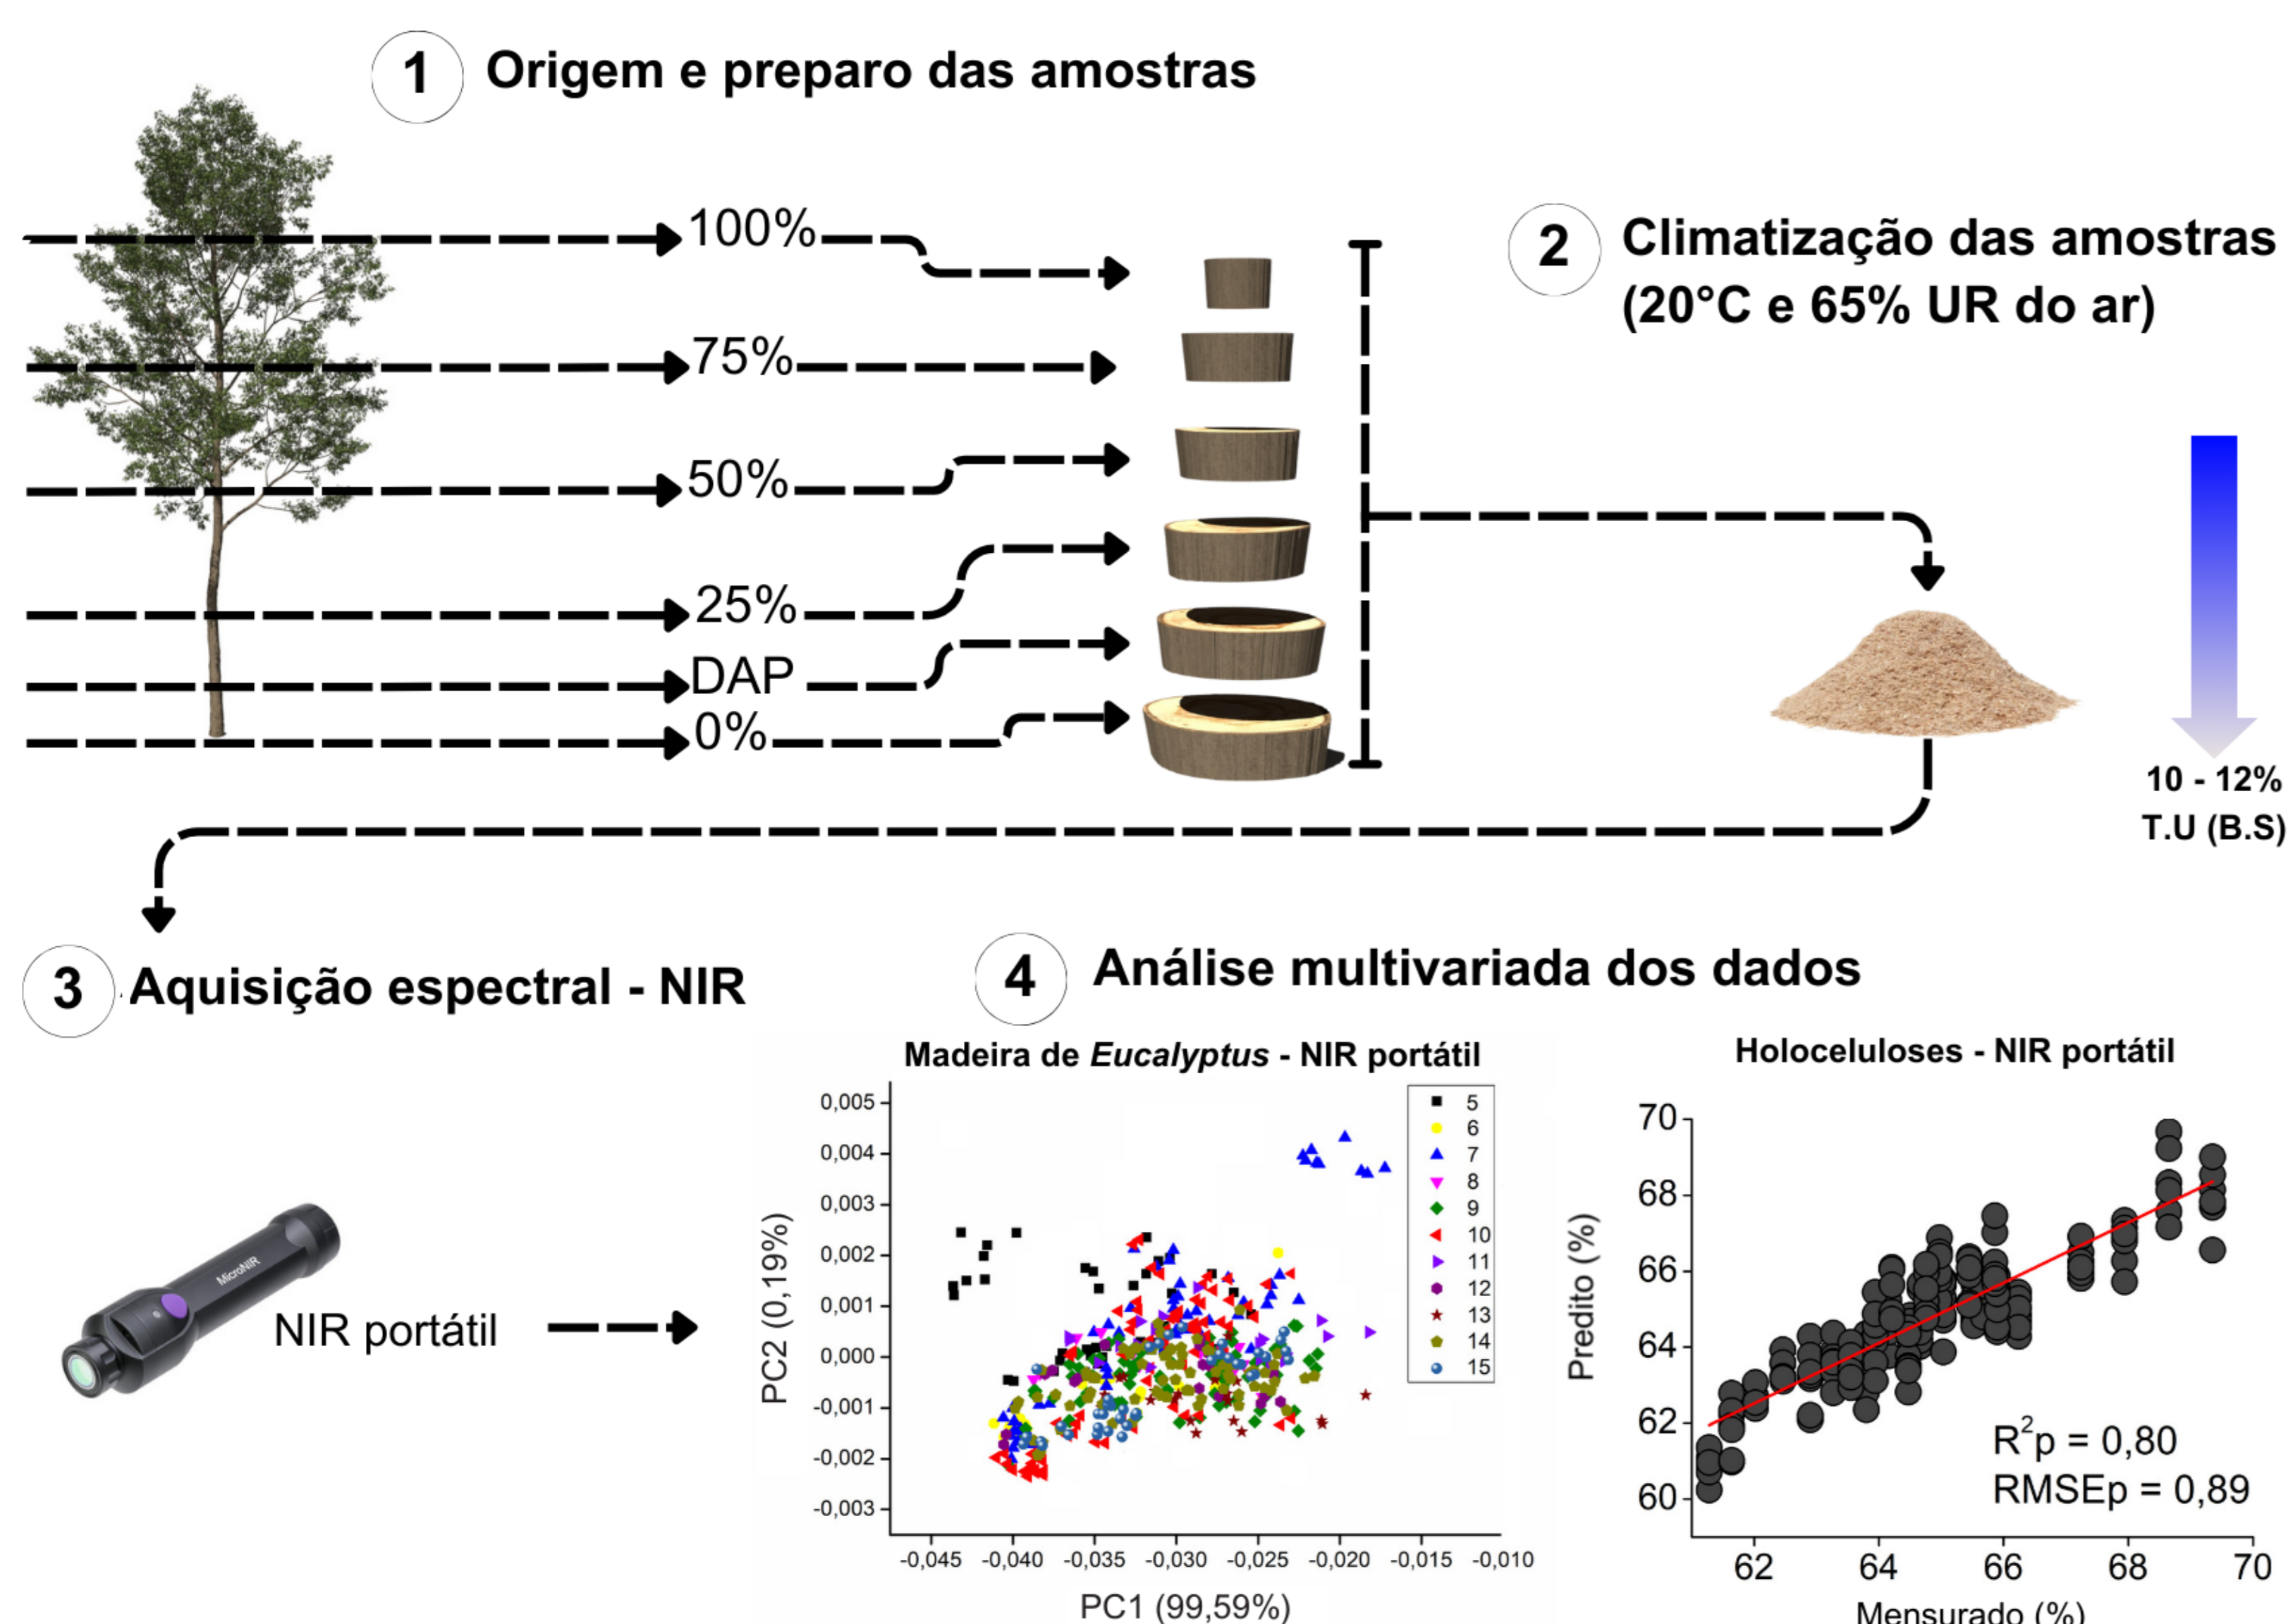 1 Origem e preparo das amostras
100%
75%
50%
25%
DAP
0%
2 Climatização das amostras
(20°C e 65% UR do ar)
10 - 12%
T.U (B.S)
3 Aquisição espectral - NIR
MicroNIR
NIR portátil
4 Análise multivariada dos dados
Madeira de Eucalyptus - NIR portátil
0,005
0,004
0,003
0,002
0,001
0,000
-0,001
-0,002
-0,003
PC2 (0,19%)
-0,045 -0,040 -0,035 -0,030 -0,025 -0,020 -0,015 -0,010
PC1 (99,59%)
5
6
7
8
9
10
11
12
13
14
15
Holoceluloses - NIR portátil
70
68
66
64
62
60
Predito (%)
R²p = 0,80
RMSEp = 0,89
62 64 66 68 70
Mensurado (%)